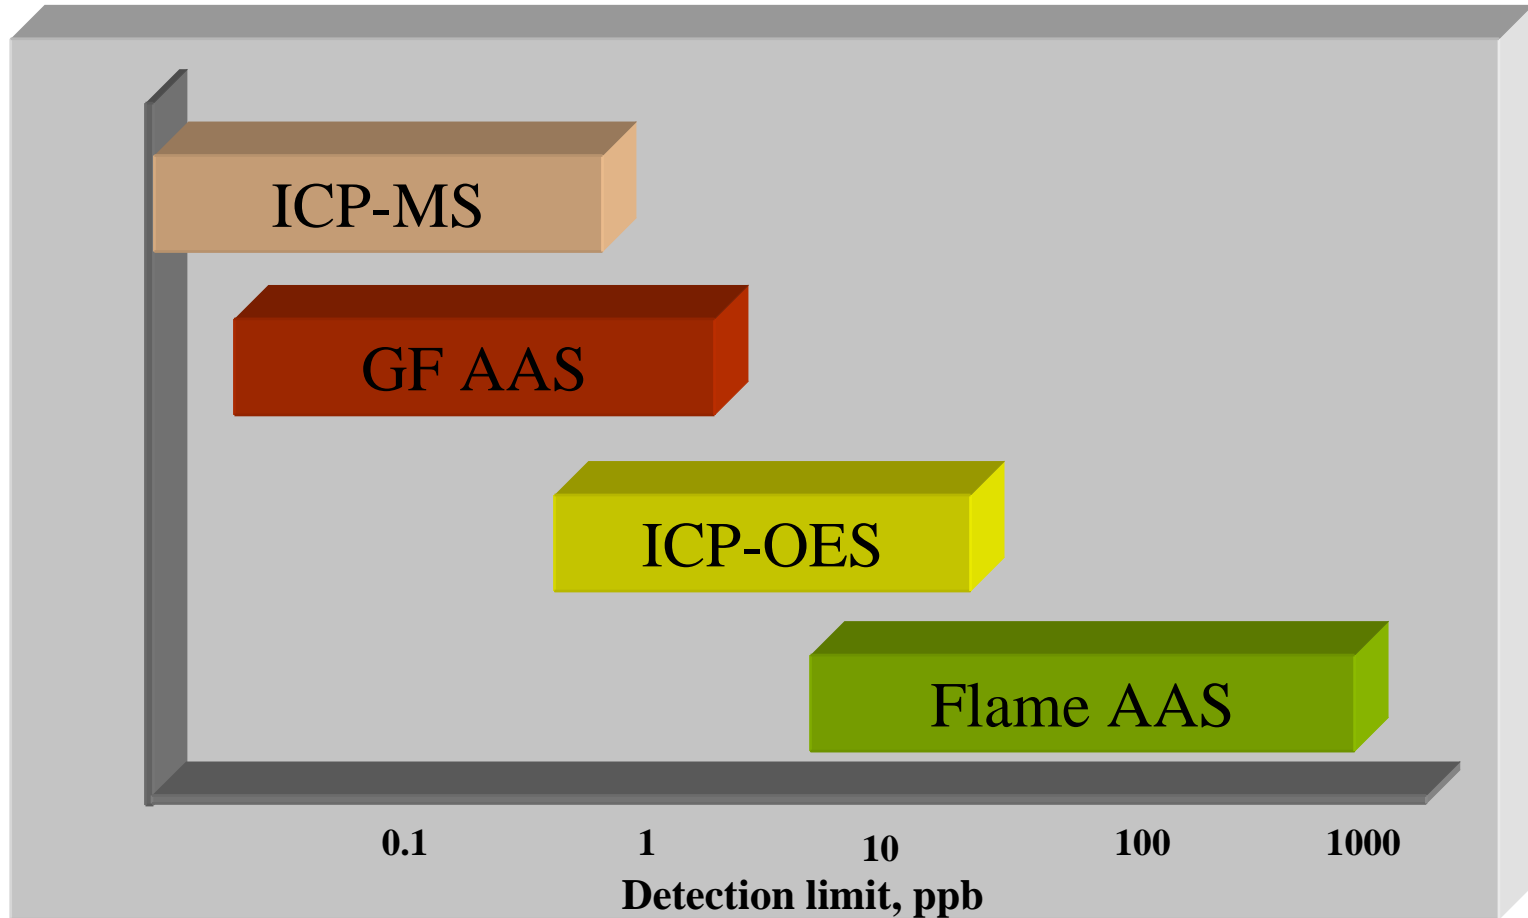 ICP-MS
GF AAS
ICP-OES
Flame AAS
0.1 1 10 100 1000
Detection limit, ppb